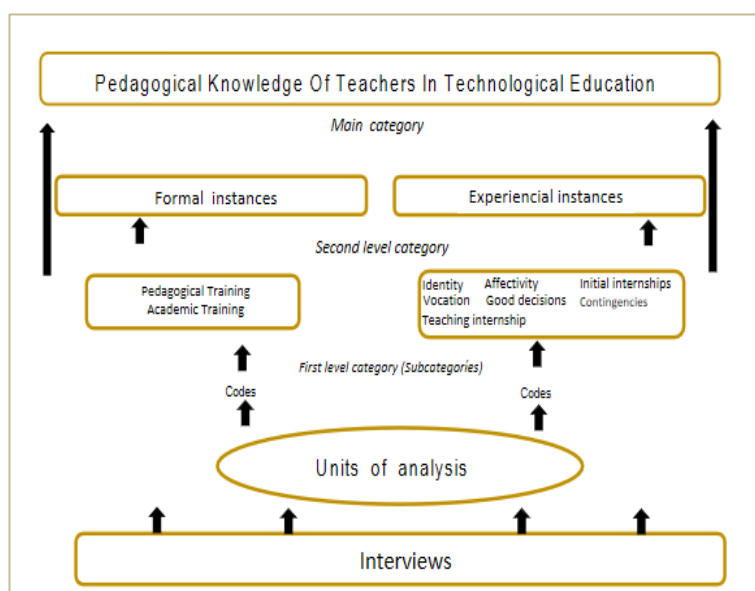 Pedagogical Knowledge Of Teachers In Technological Education
Main category
Formal instances
Experiencial instances
Second level category
Pedagogical Training
Academic Training
Identity Affectivity Initial internships
Vocation Good decisions Contingencies
Teaching internship
First level category (Subcategories)
Codes
Codes
Units of analysis
Interviews